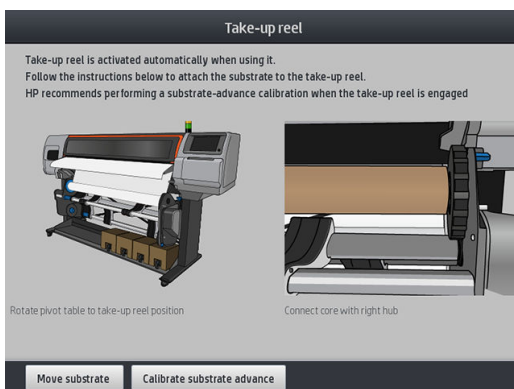 Take-up reel
Take-up reel is activated automatically when using it.
Follow the instructions below to attach the substrate to the take-up reel.
HP recommends performing a substrate-advance calibration when the take-up reel is engaged
Rotate pivot table to take-up reel position
Connect core with right hub
Move substrate
Calibrate substrate advance